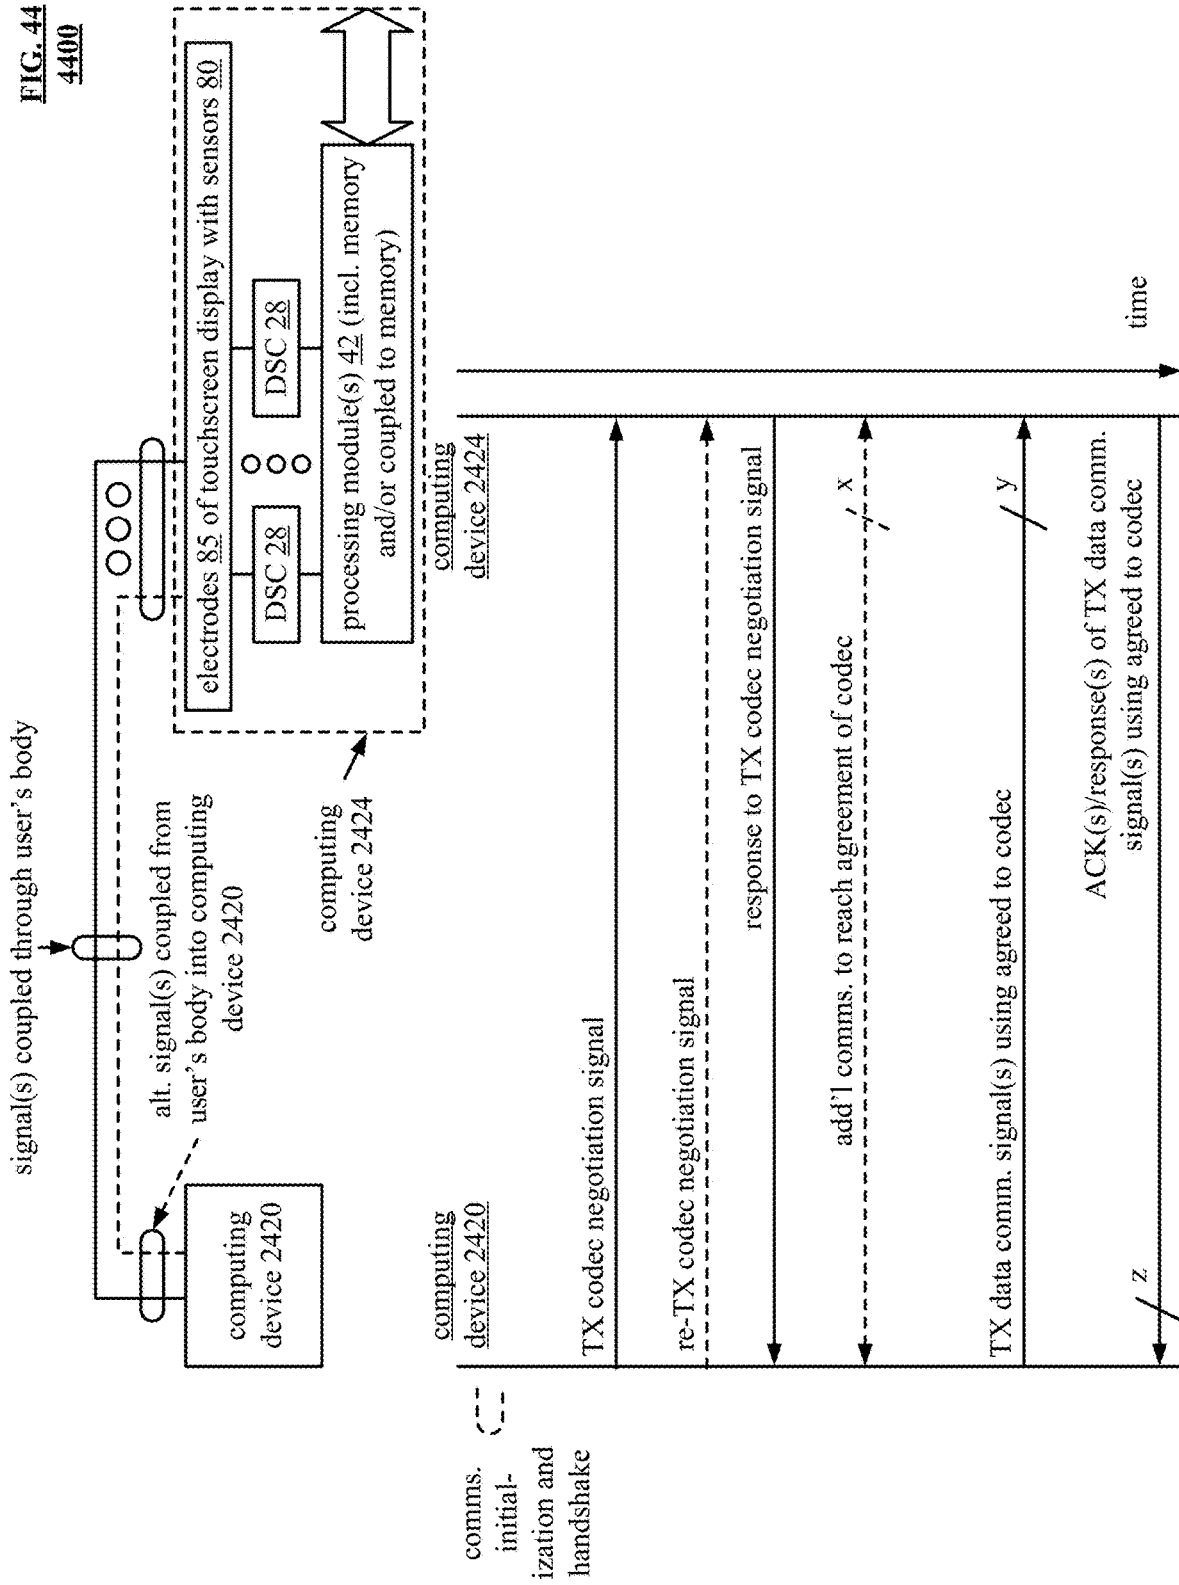 FIG. 44
4400
signal(s) coupled through user's body
alt. signal(s) coupled from
user's body into computing
device 2420
computing
device 2420
electrodes 85 of touchscreen display with sensors 80
DSC 28
DSC 28
processing module(s) 42 (incl. memory
and/or coupled to memory)
computing
device 2424
computing
device 2420
computing
device 2424
comms.
initial-
ization and
handshake
TX codec negotiation signal
re-TX codec negotiation signal
response to TX codec negotiation signal
add'l comms. to reach agreement of codec
x
TX data comm. signal(s) using agreed to codec
y
ACK(s)/response(s) of TX data comm.
signal(s) using agreed to codec
z
time